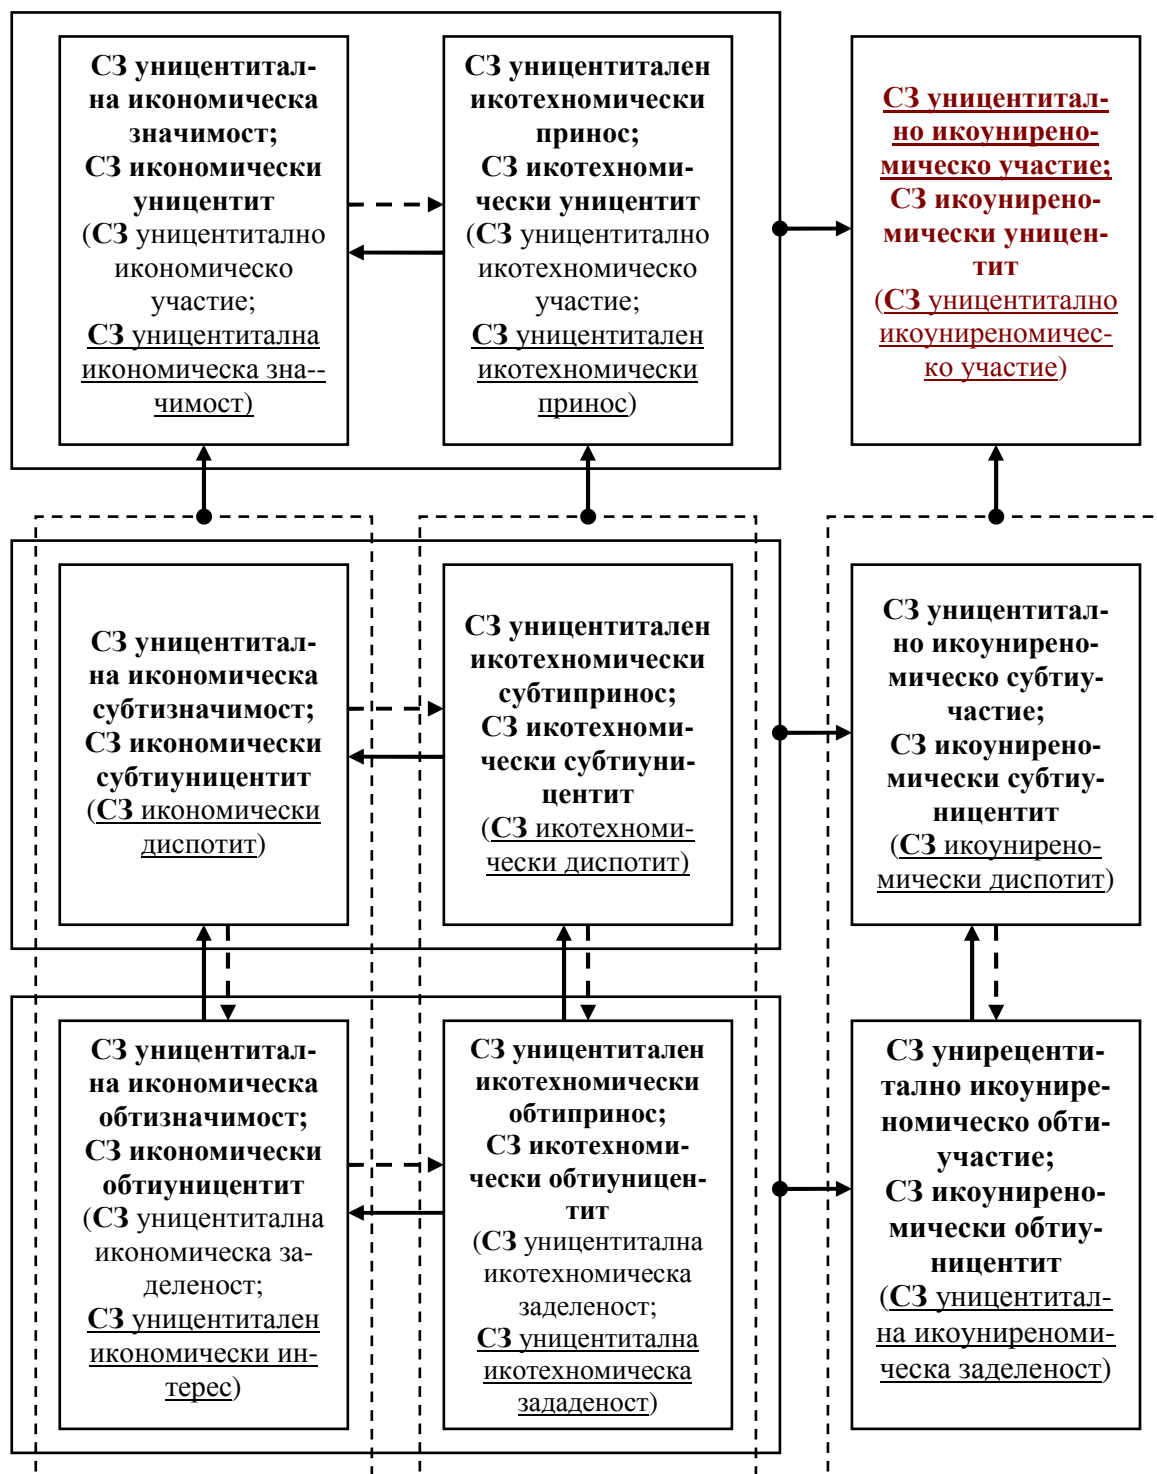 СЗ уницентитал-
на икономическа
значимост;
СЗ икономически
уницентит
(СЗ уницентитално
икономическо
участие;
СЗ уницентитална
икономическа зна--
чимост)
СЗ уницентитален
икотехномически
принос;
СЗ икотехноми-
чески уницентит
(СЗ уницентитално
икотехномическо
участие;
СЗ уницентитален
икотехномически
принос)
СЗ уницентитал-
но икоунирено-
мическо участие;
СЗ икоунирено-
мически уницен-
тит
(СЗ уницентитално
икоуниреномичес-
ко участие)
СЗ уницентитал-
на икономическа
субтизначимост;
СЗ икономически
субтиуницентит
(СЗ икономически
диспотит)
СЗ уницентитален
икотехномически
субтипринос;
СЗ икотехноми-
чески субтиуни-
центит
(СЗ икотехноми-
чески диспотит)
СЗ уницентитал-
но икоунирено-
мическо субтиу-
частие;
СЗ икоунирено-
мически субтиу-
ницентит
(СЗ икоунирено-
мически диспотит)
СЗ уницентитал-
на икономическа
обтизначимост;
СЗ икономически
обтиуницентит
(СЗ уницентитална
икономическа за-
деленост;
СЗ уницентитален
икономически ин-
терес)
СЗ уницентитален
икотехномически
обтипринос;
СЗ икотехноми-
чески обтиуницен-
тит
(СЗ уницентитална
икотехномическа
заделеност;
СЗ уницентитална
икотехномическа
зададеност)
СЗ униреценти-
тално икоунире-
номическо обти-
участие;
СЗ икоунирено-
мически обтиу-
ницентит
(СЗ уницентитал-
на икоуниреноми-
ческа заделеност)